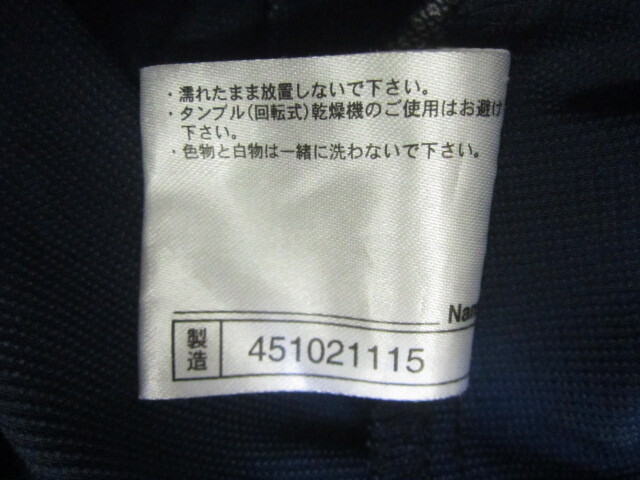 ・濡れたまま放置しないで下さい。
・タンブル(回転式)乾燥機のご使用はお避け
下さい。
・色物と白物は一緒に洗わないで下さい。
製造 451021115